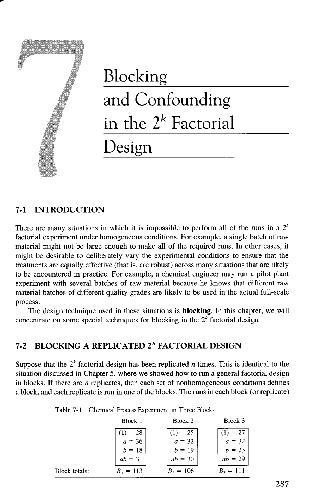 7
Blocking
and Confounding
in the 2^k Factorial
Design
7-1 INTRODUCTION
There are many situations in which it is impossible to perform all of the runs in a 2^k
factorial experiment under homogeneous conditions. For example, a single batch of raw
material might not be large enough to make all of the required runs. In other cases, it
might be desirable to deliberately vary the experimental conditions to ensure that the
treatments are equally effective (that is, are robust) across many situations that are likely
to be encountered in practice. For example, a chemical engineer may run a pilot plant
experiment with several batches of raw material because he knows that different raw
material batches of different quality grades are likely to be used in the actual full-scale
process.
The design technique used in these situations is blocking. In this chapter, we will
concentrate on some special techniques for blocking in the 2^k factorial design.
7-2 BLOCKING A REPLICATED 2^k FACTORIAL DESIGN
Suppose that the 2^k factorial design has been replicated n times. This is identical to the
situation discussed in Chapter 5, where we showed how to run a general factorial design
in blocks. If there are n replicates, then each set of nonhomogeneous conditions defines
a block, and each replicate is run in one of the blocks. The runs in each block (or replicate)
Table 7-1 Chemical Process Experiment in Three Blocks
Block 1 Block 2 Block 3
(1) = 28 (1) = 25 (1) = 27
a = 36 a = 32 a = 32
b = 18 b = 19 b = 23
ab = 31 ab = 30 ab = 29
Block totals: B₁ = 113 B₂ = 106 B₃ = 111
287